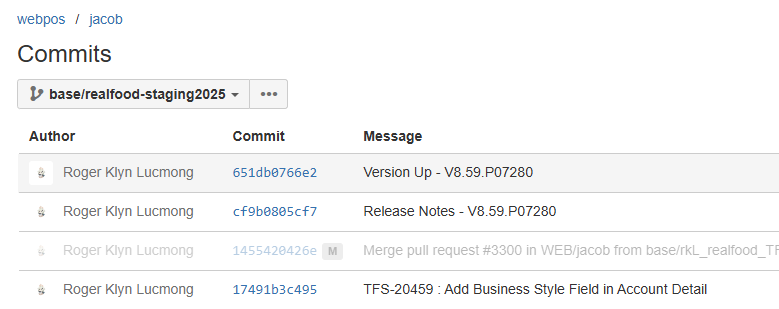 webpos / jacob
Commits
base/realfood-staging2025
Author Commit Message
Roger Klyn Lucmong 651db0766e2 Version Up - V8.59.P07280
Roger Klyn Lucmong cf9b0805cf7 Release Notes - V8.59.P07280
Roger Klyn Lucmong 1455420426e M Merge pull request #3300 in WEB/jacob from base/rkL_realfood_TF
Roger Klyn Lucmong 17491b3c495 TFS-20459 : Add Business Style Field in Account Detail